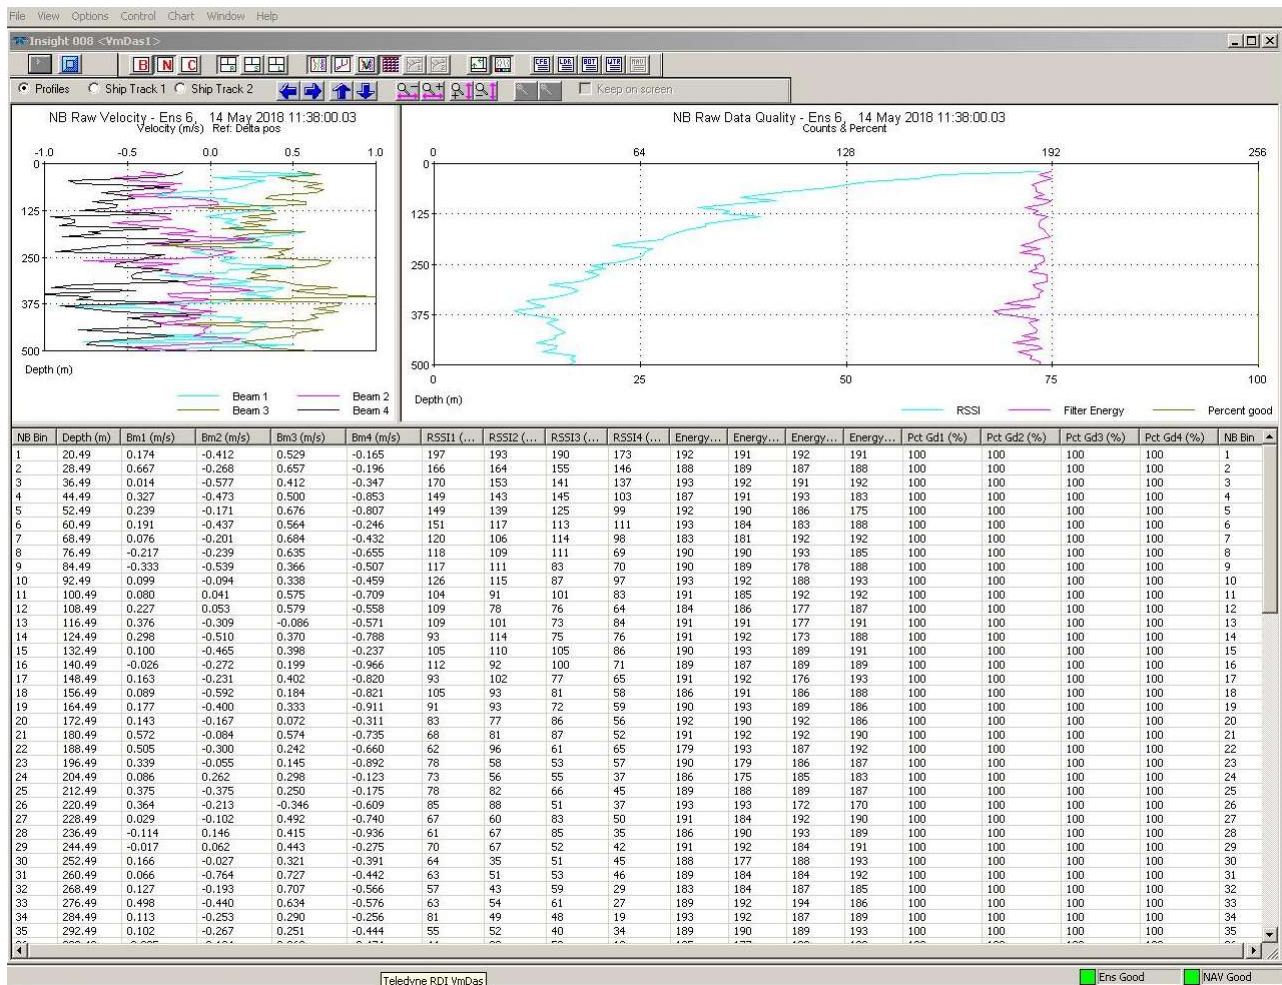 File View Options Control Chart Window Help
Insight 008 <VmDas1>
B N C CFG LDR BOT WTR NAV
Profiles Ship Track 1 Ship Track 2 Keep on screen
NB Raw Velocity - Ens 6, 14 May 2018 11:38:00.03
Velocity (m/s) Ref: Delta pos
-1.0 -0.5 0.0 0.5 1.0
0
125
250
375
500
Depth (m)
Beam 1 Beam 2
Beam 3 Beam 4
NB Raw Data Quality - Ens 6, 14 May 2018 11:38:00.03
Counts & Percent
0 64 128 192 256
0
125
250
375
500
0 25 50 75 100
Depth (m)
RSSI Filter Energy Percent good
NB Bin Depth (m) Bm1 (m/s) Bm2 (m/s) Bm3 (m/s) Bm4 (m/s) RSSI1 (... RSSI2 (... RSSI3 (... RSSI4 (... Energy... Energy... Energy... Energy... Pct Gd1 (%) Pct Gd2 (%) Pct Gd3 (%) Pct Gd4 (%) NB Bin
1 20.49 0.174 -0.412 0.529 -0.165 197 193 190 173 192 191 192 191 100 100 100 100 1
2 28.49 0.667 -0.268 0.657 -0.196 166 164 155 146 188 189 187 188 100 100 100 100 2
3 36.49 0.014 -0.577 0.412 -0.347 170 153 141 137 193 192 191 192 100 100 100 100 3
4 44.49 0.327 -0.473 0.500 -0.853 149 143 145 103 187 191 193 183 100 100 100 100 4
5 52.49 0.239 -0.171 0.676 -0.807 149 139 125 99 192 190 186 175 100 100 100 100 5
6 60.49 0.191 -0.437 0.564 -0.246 151 117 113 111 193 184 183 188 100 100 100 100 6
7 68.49 0.076 -0.201 0.684 -0.432 120 106 114 98 183 181 192 192 100 100 100 100 7
8 76.49 -0.217 -0.239 0.635 -0.655 118 109 111 69 190 190 193 185 100 100 100 100 8
9 84.49 -0.333 -0.539 0.366 -0.507 117 111 83 70 190 189 178 188 100 100 100 100 9
10 92.49 0.099 -0.094 0.338 -0.459 126 115 87 97 193 192 188 193 100 100 100 100 10
11 100.49 0.080 0.041 0.575 -0.709 104 91 101 83 191 185 192 192 100 100 100 100 11
12 108.49 0.227 0.053 0.579 -0.558 109 78 76 64 184 186 177 187 100 100 100 100 12
13 116.49 0.376 -0.309 -0.086 -0.571 109 101 73 84 191 191 177 191 100 100 100 100 13
14 124.49 0.298 -0.510 0.370 -0.788 93 114 75 76 191 192 173 188 100 100 100 100 14
15 132.49 0.100 -0.465 0.398 -0.237 105 110 105 86 190 193 189 191 100 100 100 100 15
16 140.49 -0.026 -0.272 0.199 -0.966 112 92 100 71 189 187 189 189 100 100 100 100 16
17 148.49 0.163 -0.231 0.402 -0.820 93 102 77 65 191 192 176 193 100 100 100 100 17
18 156.49 0.089 -0.592 0.184 -0.821 105 93 81 58 186 191 186 188 100 100 100 100 18
19 164.49 0.177 -0.400 0.333 -0.911 91 93 72 59 190 193 189 186 100 100 100 100 19
20 172.49 0.143 -0.167 0.072 -0.311 83 77 86 56 192 190 192 186 100 100 100 100 20
21 180.49 0.572 -0.084 0.574 -0.735 68 81 87 52 191 192 192 190 100 100 100 100 21
22 188.49 0.505 -0.300 0.242 -0.660 62 96 61 65 179 193 187 192 100 100 100 100 22
23 196.49 0.339 -0.055 0.145 -0.892 78 58 53 57 190 179 186 187 100 100 100 100 23
24 204.49 0.086 0.262 0.298 -0.123 73 56 55 37 186 175 185 183 100 100 100 100 24
25 212.49 0.375 -0.375 0.250 -0.175 78 82 66 45 189 188 189 187 100 100 100 100 25
26 220.49 0.364 -0.213 -0.346 -0.609 85 88 51 37 193 193 172 170 100 100 100 100 26
27 228.49 0.029 -0.102 0.492 -0.740 67 60 83 50 191 184 192 190 100 100 100 100 27
28 236.49 -0.114 0.146 0.415 -0.936 61 67 85 35 186 190 193 189 100 100 100 100 28
29 244.49 -0.017 0.062 0.443 -0.275 70 67 52 42 191 192 184 191 100 100 100 100 29
30 252.49 0.166 -0.027 0.321 -0.391 64 35 51 45 188 177 188 193 100 100 100 100 30
31 260.49 0.066 -0.764 0.727 -0.442 63 51 53 46 189 184 184 192 100 100 100 100 31
32 268.49 0.127 -0.193 0.707 -0.566 57 43 59 29 183 184 187 185 100 100 100 100 32
33 276.49 0.498 -0.440 0.634 -0.576 63 54 61 27 189 192 194 186 100 100 100 100 33
34 284.49 0.113 -0.253 0.290 -0.256 81 49 48 19 193 192 187 189 100 100 100 100 34
35 292.49 0.102 -0.267 0.251 -0.444 55 52 40 34 189 190 189 193 100 100 100 100 35
Teledyne RDI VmDas
Ens Good NAV Good